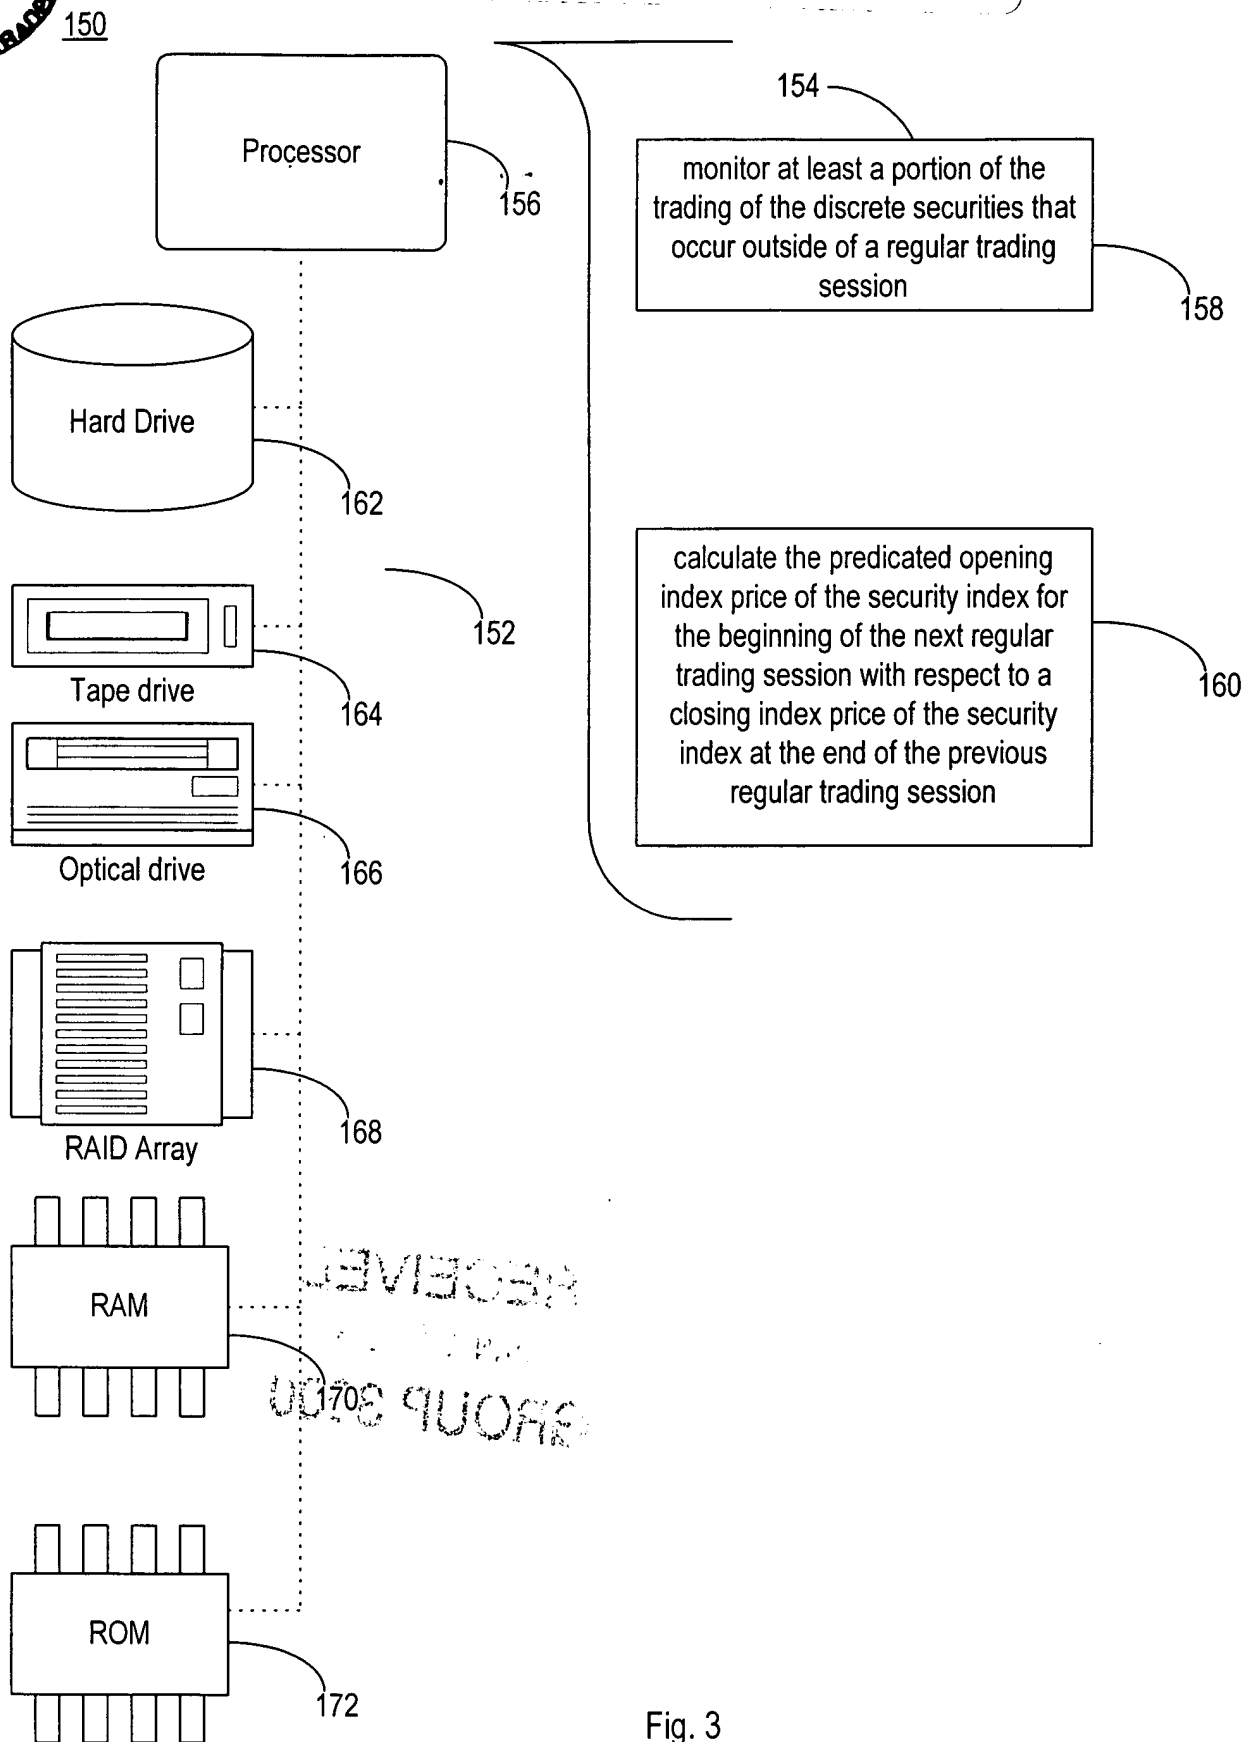 150
Processor
156
154
monitor at least a portion of the
trading of the discrete securities that
occur outside of a regular trading
session
158
Hard Drive
162
152
calculate the predicated opening
index price of the security index for
the beginning of the next regular
trading session with respect to a
closing index price of the security
index at the end of the previous
regular trading session
160
Tape drive
164
Optical drive
166
RAID Array
168
RAM
170
RECEIVED
GROUP
ROM
172
Fig. 3